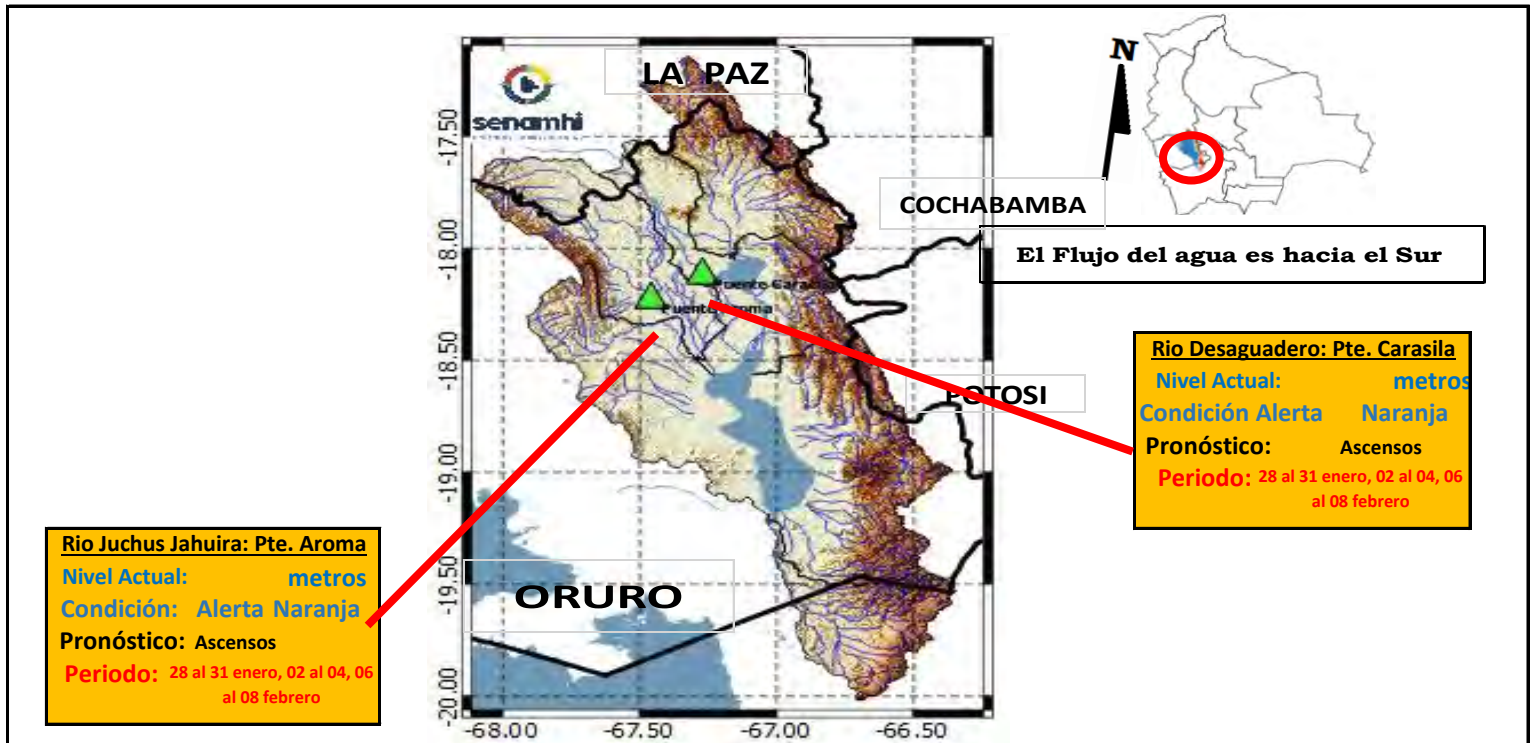 LA PAZ
senamhi
N
COCHABAMBA
El Flujo del agua es hacia el Sur
-17.50
-18.00
-18.50
-19.00
-19.50
-20.00
Puente
Puente
POTOSI
Rio Desaguadero: Pte. Carasila
Nivel Actual: metros
Condición Alerta Naranja
Pronóstico: Ascensos
Periodo: 28 al 31 enero, 02 al 04, 06
al 08 febrero
Rio Juchus Jahuira: Pte. Aroma
Nivel Actual: metros
Condición: Alerta Naranja
Pronóstico: Ascensos
Periodo: 28 al 31 enero, 02 al 04, 06
al 08 febrero
ORURO
-68.00 -67.50 -67.00 -66.50